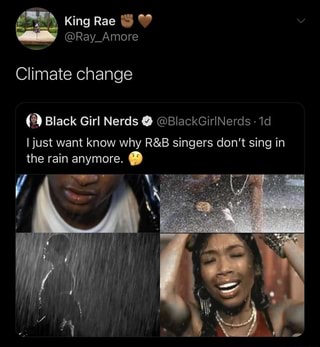 King Rae ✊🏾🤎
@Ray_Amore
Climate change
Black Girl Nerds @BlackGirlNerds · 1d
I just want know why R&B singers don't sing in
the rain anymore. 🤔